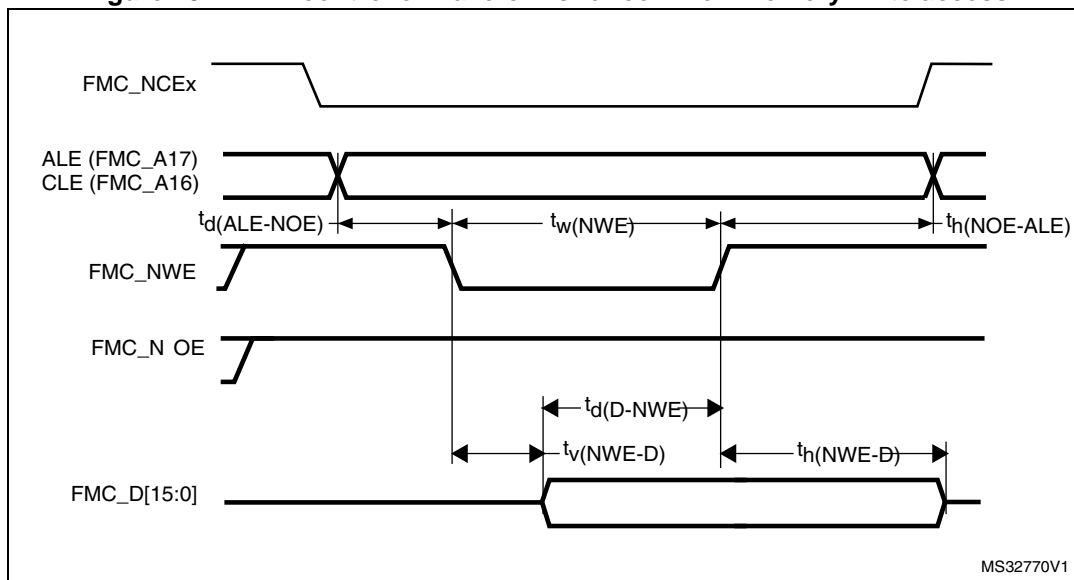 FMC_NCEx
ALE (FMC_A17)
CLE (FMC_A16)
td(ALE-NOE)
tw(NWE)
th(NOE-ALE)
FMC_NWE
FMC_N OE
td(D-NWE)
tv(NWE-D)
th(NWE-D)
FMC_D[15:0]
MS32770V1